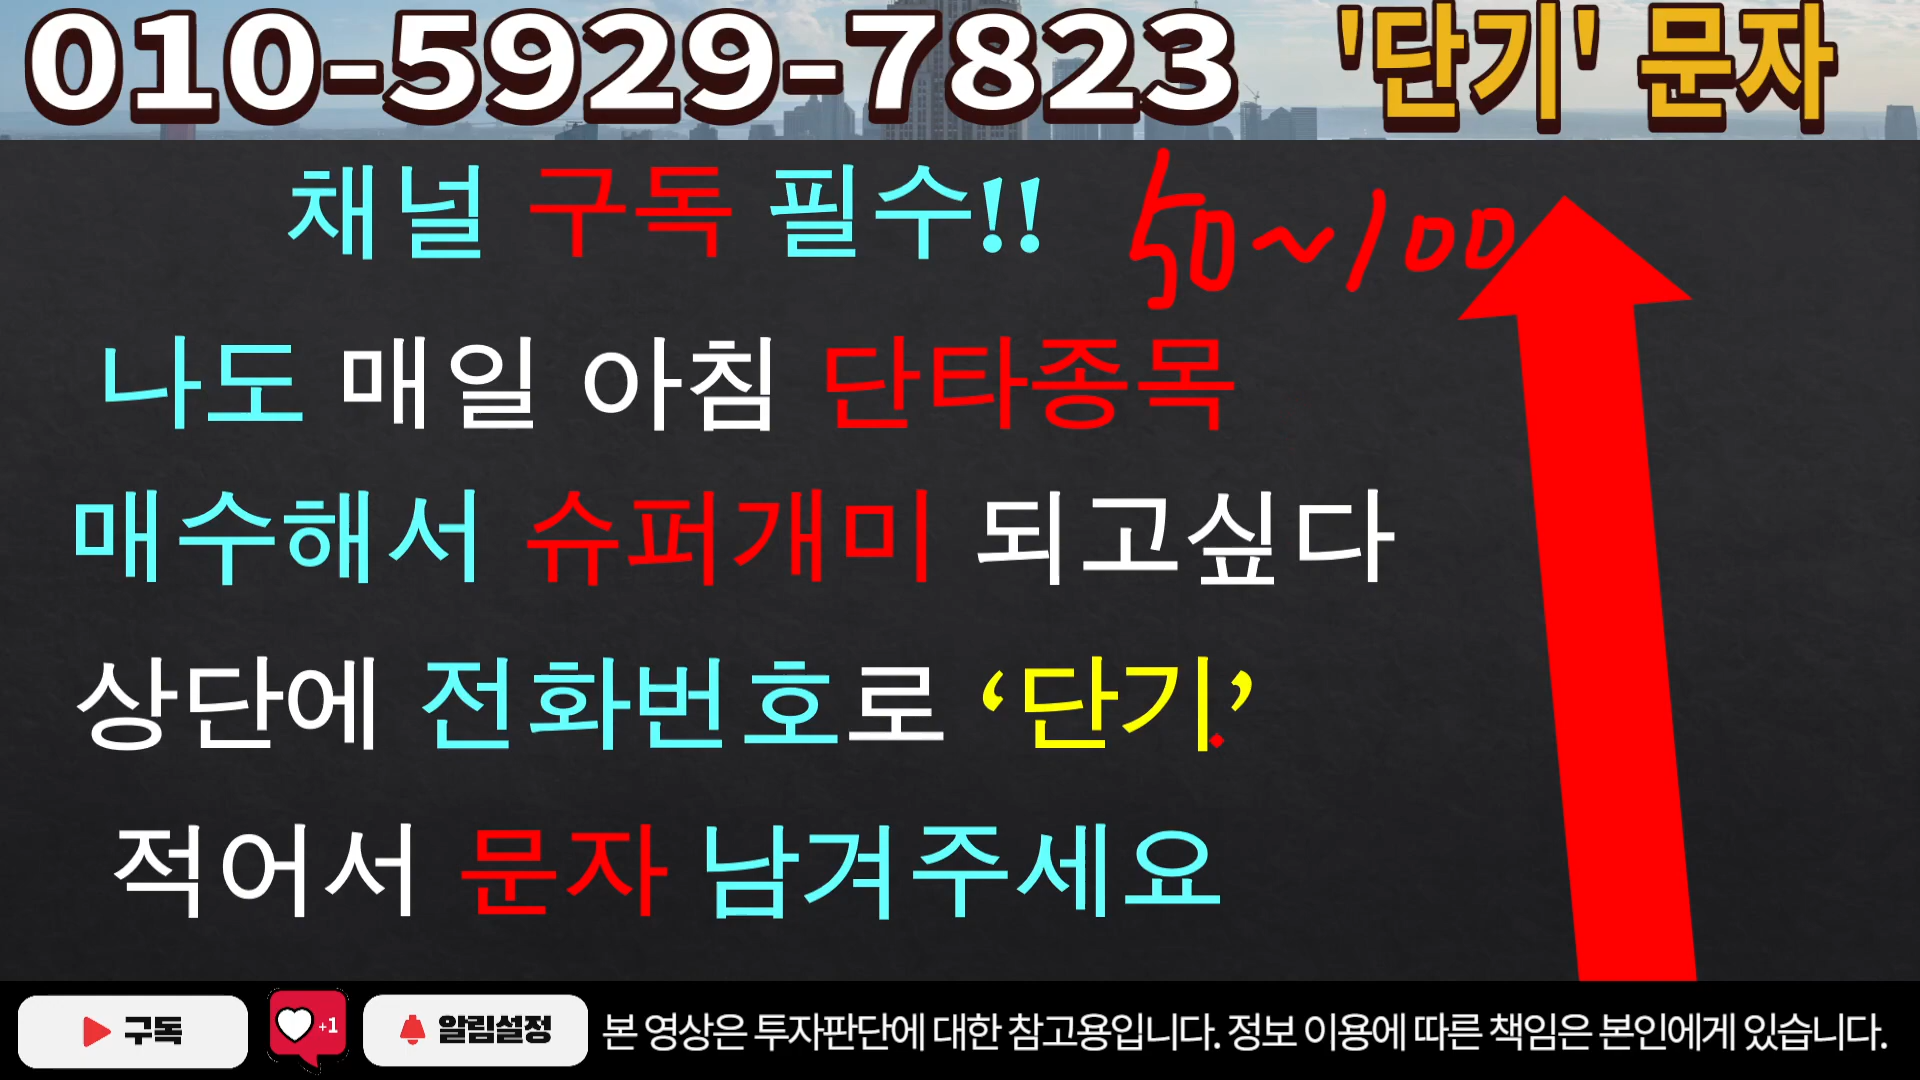 010-5929-7823 '단기' 문자
채널 구독 필수!! 50~100
나도 매일 아침 단타종목
매수해서 슈퍼개미 되고싶다
상단에 전화번호로 ‘단기’
적어서 문자 남겨주세요
구독 +1 알림설정 본 영상은 투자판단에 대한 참고용입니다. 정보 이용에 따른 책임은 본인에게 있습니다.